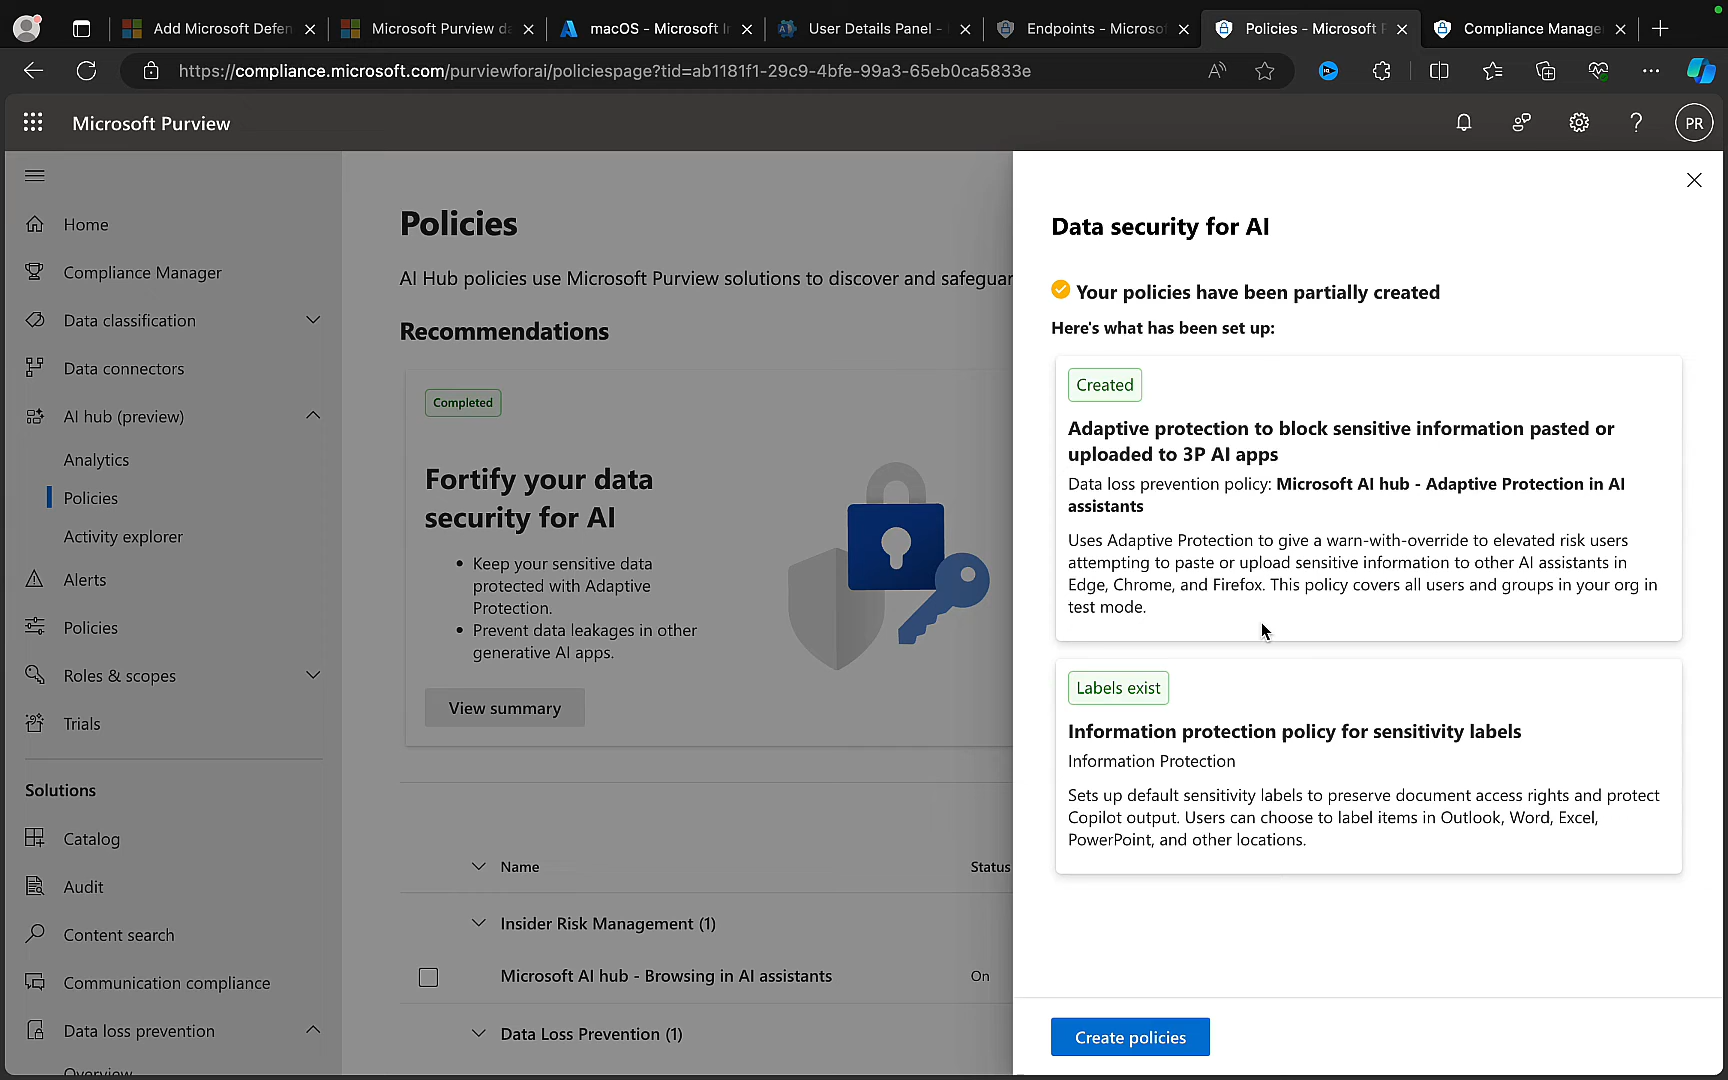 Add Microsoft Defen
Microsoft Purview da
macOS - Microsoft In
User Details Panel -
Endpoints - Microsof
Policies - Microsoft P
Compliance Manage
https://compliance.microsoft.com/purviewforai/policiespage?tid=ab1181f1-29c9-4bfe-99a3-65eb0ca5833e
Microsoft Purview
PR
Home
Compliance Manager
Data classification
Data connectors
AI hub (preview)
Analytics
Policies
Activity explorer
Alerts
Policies
Roles & scopes
Trials
Solutions
Catalog
Audit
Content search
Communication compliance
Data loss prevention
Overview
Policies
AI Hub policies use Microsoft Purview solutions to discover and safeguar
Recommendations
Completed
Fortify your data
security for AI
• Keep your sensitive data
protected with Adaptive
Protection.
• Prevent data leakages in other
generative AI apps.
View summary
Name
Status
Insider Risk Management (1)
Microsoft AI hub - Browsing in AI assistants
On
Data Loss Prevention (1)
Data security for AI
Your policies have been partially created
Here's what has been set up:
Created
Adaptive protection to block sensitive information pasted or
uploaded to 3P AI apps
Data loss prevention policy: Microsoft AI hub - Adaptive Protection in AI
assistants
Uses Adaptive Protection to give a warn-with-override to elevated risk users
attempting to paste or upload sensitive information to other AI assistants in
Edge, Chrome, and Firefox. This policy covers all users and groups in your org in
test mode.
Labels exist
Information protection policy for sensitivity labels
Information Protection
Sets up default sensitivity labels to preserve document access rights and protect
Copilot output. Users can choose to label items in Outlook, Word, Excel,
PowerPoint, and other locations.
Create policies